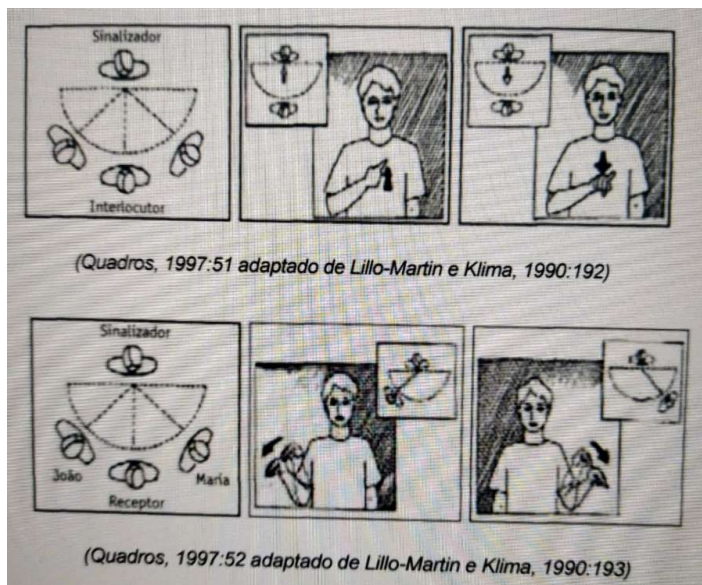 Sinalizador
Interlocutor
(Quadros, 1997:51 adaptado de Lillo-Martin e Klima, 1990:192)
Sinalizador
João
Maria
Receptor
(Quadros, 1997:52 adaptado de Lillo-Martin e Klima, 1990:193)